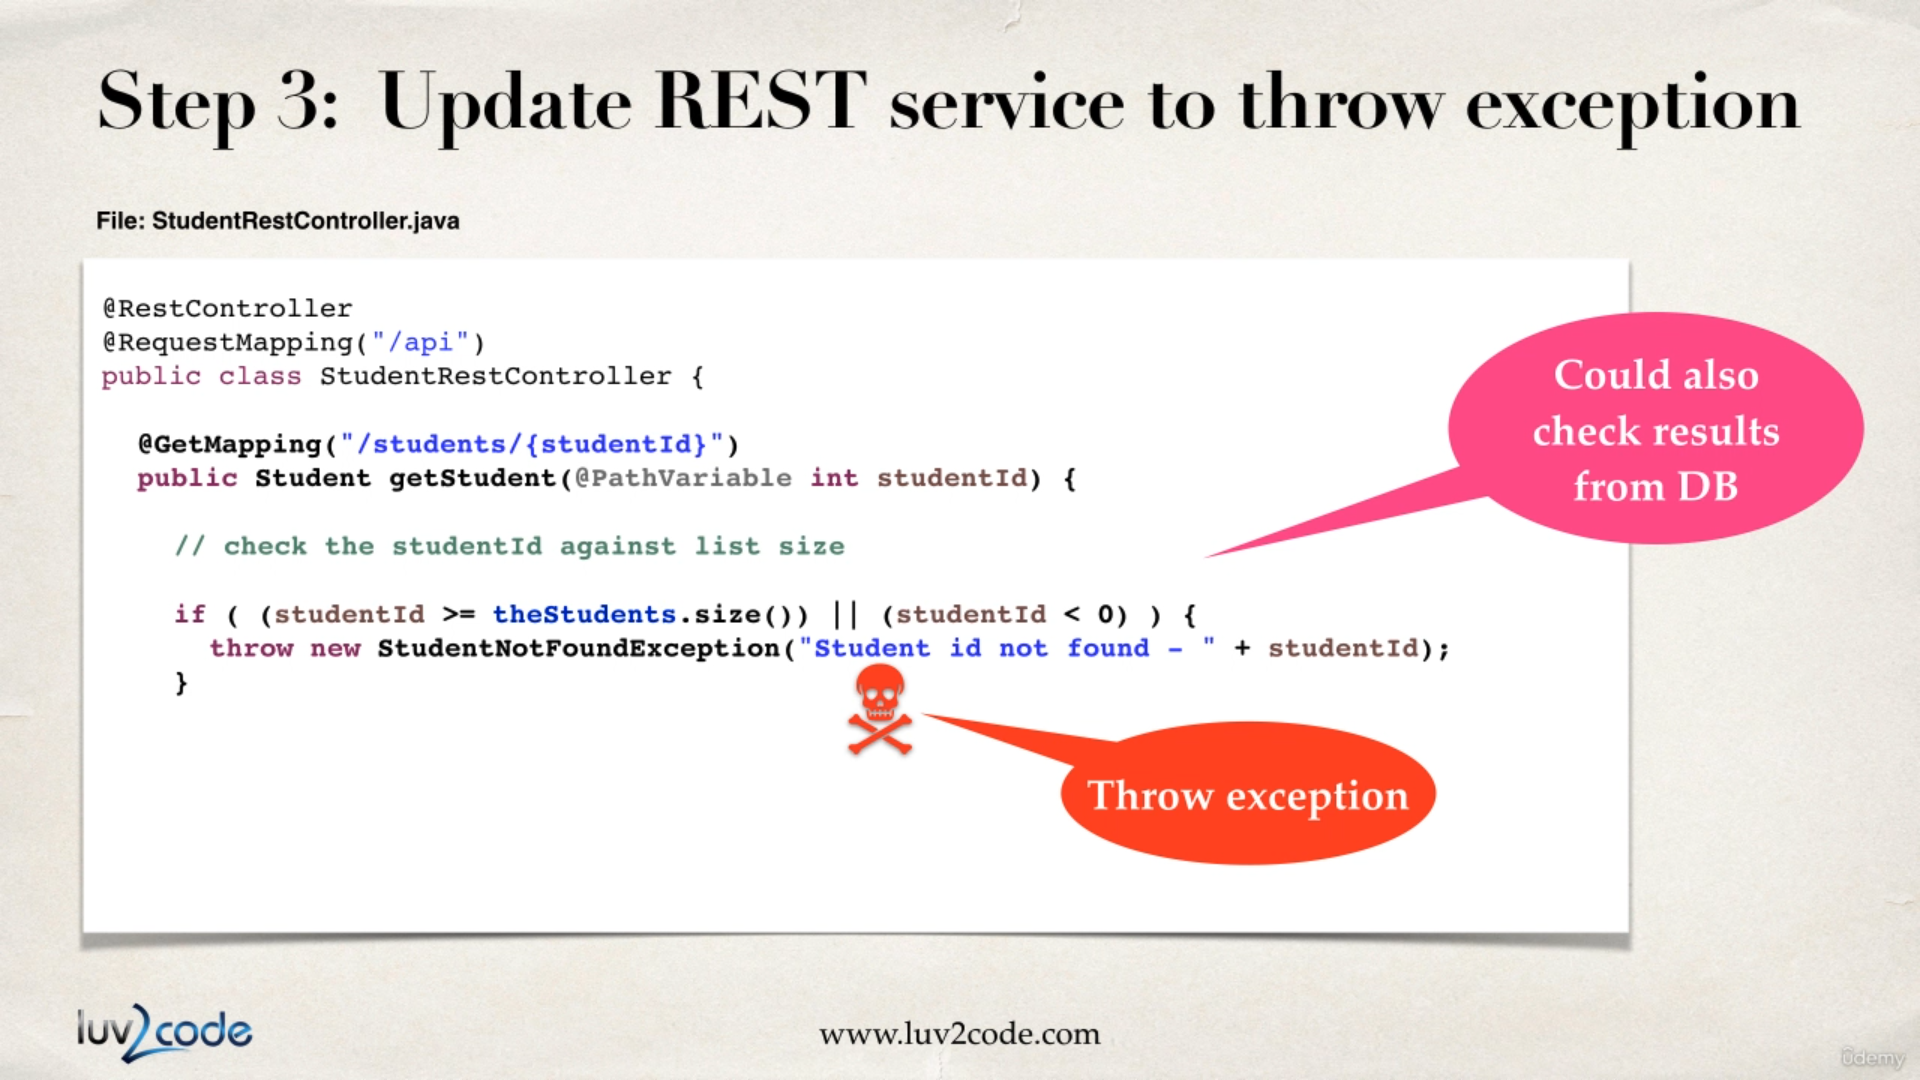 Step 3: Update REST service to throw exception
File: StudentRestController.java
@RestController
@RequestMapping("/api")
public class StudentRestController {
@GetMapping("/students/{studentId}")
public Student getStudent(@PathVariable int studentId) {
// check the studentId against list size
if ( (studentId >= theStudents.size()) || (studentId < 0) ) {
throw new StudentNotFoundException("Student id not found - " + studentId);
}
Could also
check results
from DB
Throw exception
luv2code
www.luv2code.com
ûdemy